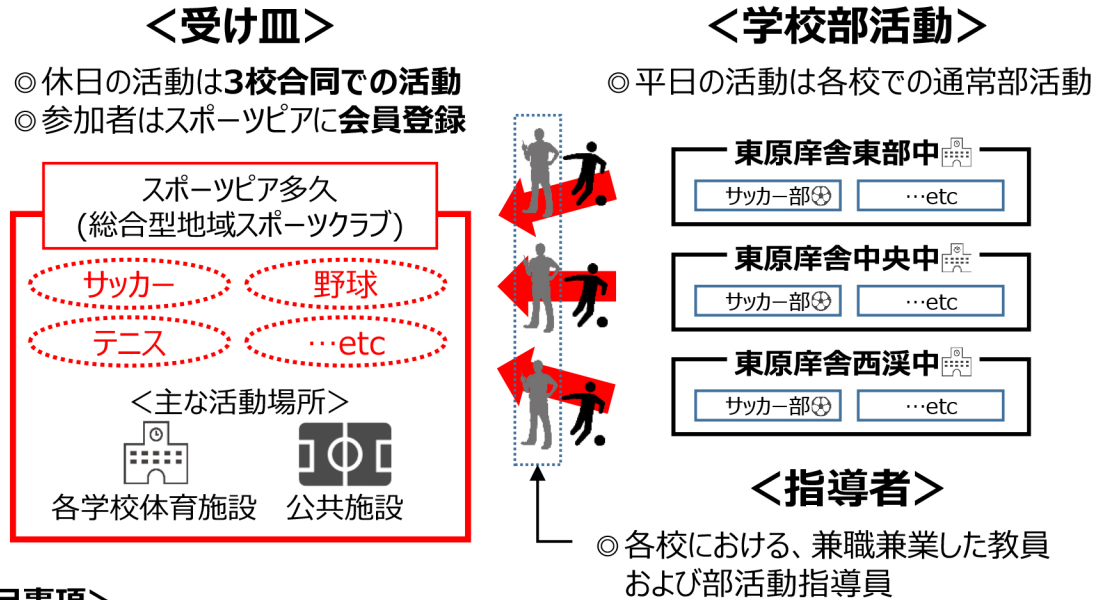 ＜受け皿＞
◎休日の活動は3校合同での活動
◎参加者はスポーツピアに会員登録
スポーツピア多久
(総合型地域スポーツクラブ)
サッカー
野球
テニス
…etc
＜主な活動場所＞
各学校体育施設
公共施設
＜学校部活動＞
◎平日の活動は各校での通常部活動
東原庠舎東部中
サッカー部
…etc
東原庠舎中央中
サッカー部
…etc
東原庠舎西渓中
サッカー部
…etc
＜指導者＞
◎各校における、兼職兼業した教員
および部活動指導員
事項＞